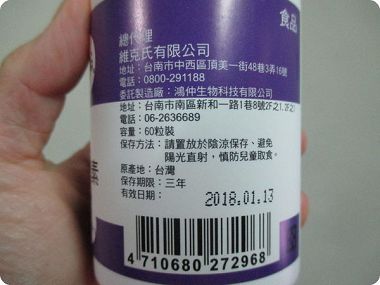 食品
總代理
維克氏有限公司
地址：台南市中西區頂美一街48巷3弄16號
電話：0800-291188
委託製造廠：鴻仲生物科技有限公司
地址：台南市南區新和一路1巷8號2F,2
電話：06-2636689
容量：60粒裝
保存方法：請置放於陰涼保存、避免
陽光直射，慎防兒童取食。
原產地：台灣
保存期限：三年
有效日期：2018.01.13
4 710680 272968
素